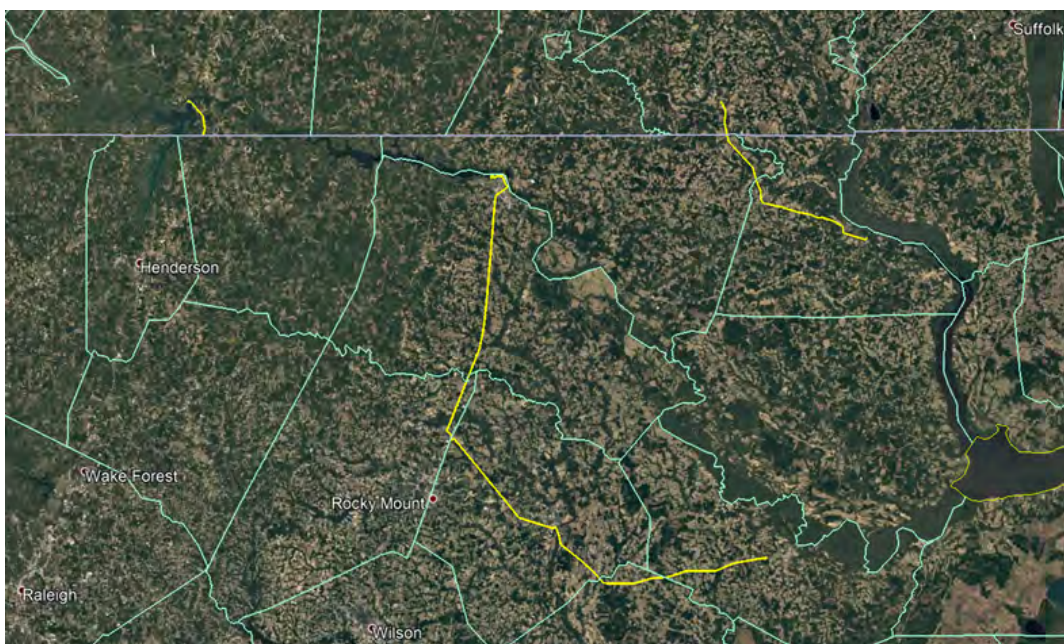 Suffolk
Henderson
Wake Forest
Rocky Mount
Raleigh
Wilson